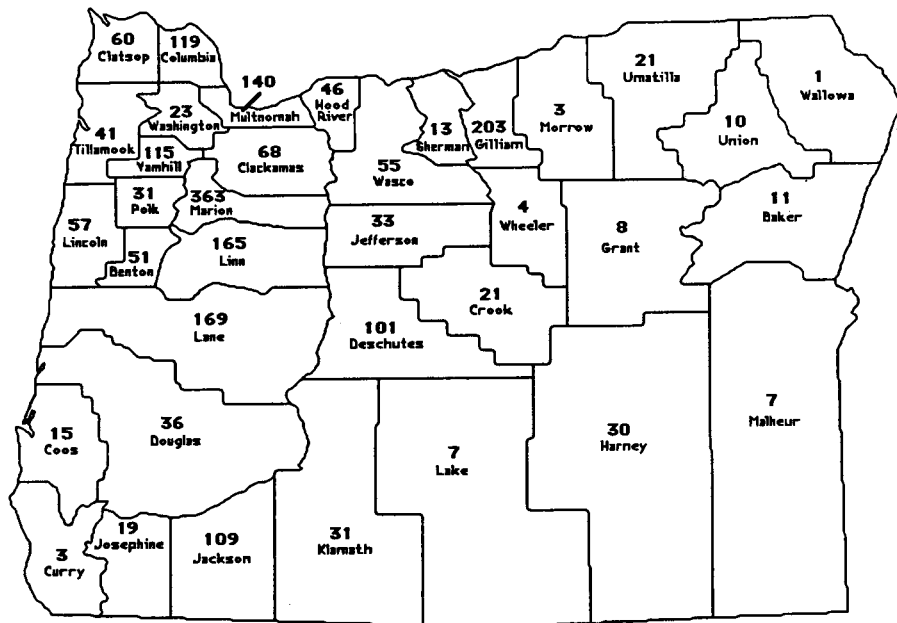 60
Clatsop
119
Columbia
140
Multnomah
46
Hood
River
21
Umatilla
1
Wallowa
23
Washington
41
Tillamook
13
Sherman
203
Gilliam
3
Morrow
10
Union
115
Yamhill
68
Clackamas
55
Wasco
31
Polk
363
Marion
11
Baker
57
Lincoln
33
Jefferson
4
Wheeler
8
Grant
51
Benton
165
Linn
21
Crook
169
Lane
101
Deschutes
15
Coos
36
Douglas
7
Lake
30
Harney
7
Malheur
3
Curry
19
Josephine
109
Jackson
31
Klamath